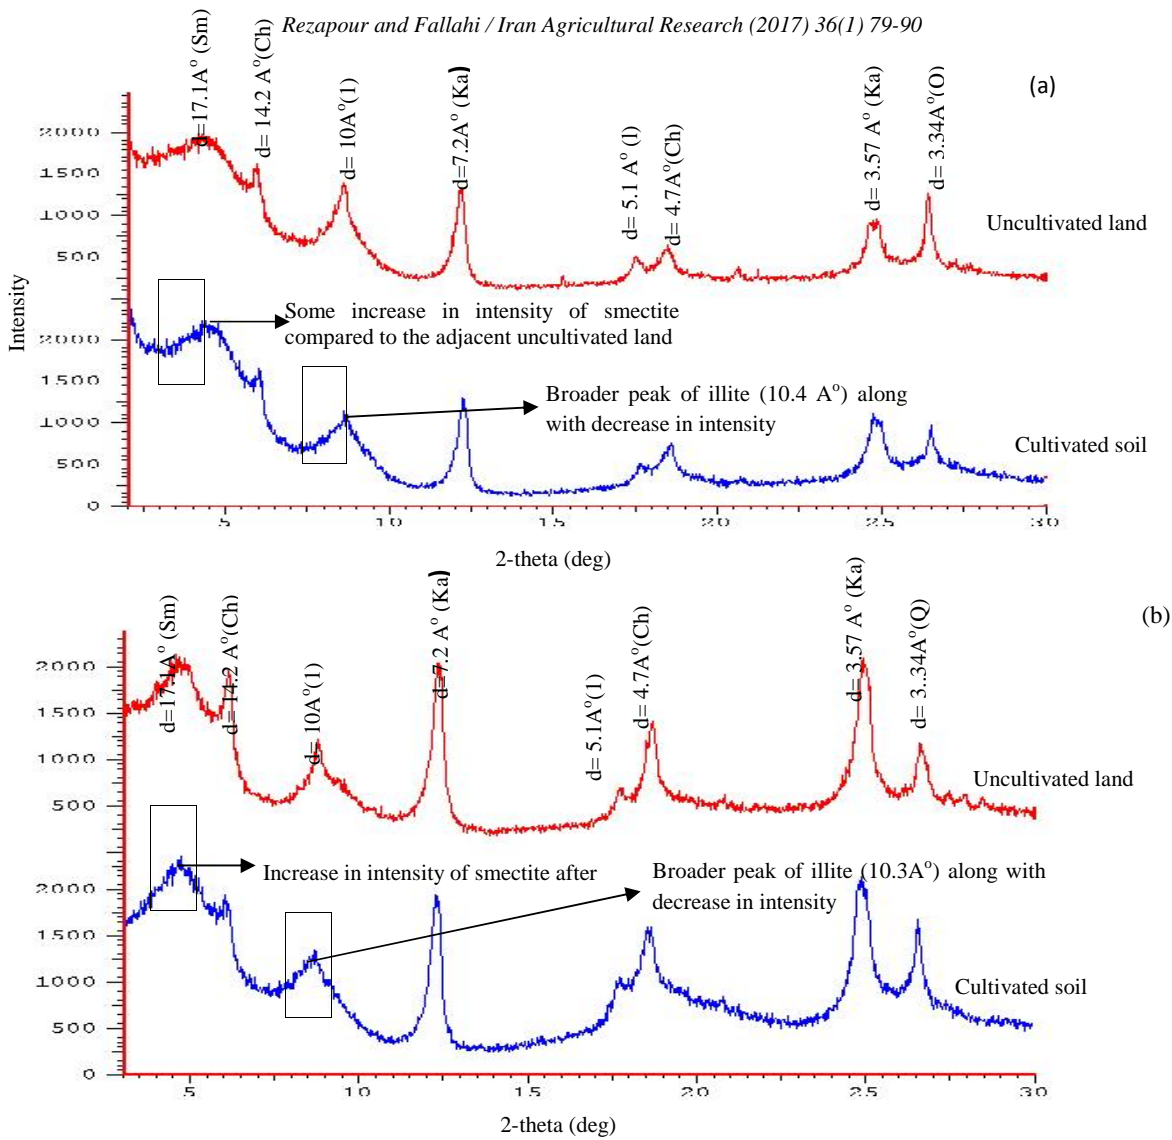 Rezapour and Fallahi / Iran Agricultural Research (2017) 36(1) 79-90
(a)
d=17.1A° (Sm)
d= 14.2 A°(Ch)
d= 10A°(1)
d=7.2A° (Ka)
d= 5.1 A° (I)
d= 4.7A°(Ch)
d= 3.57 A° (Ka)
d= 3.34A°(O)
2000
1500
1000
500
Uncultivated land
Intensity
Some increase in intensity of smectite
compared to the adjacent uncultivated land
Broader peak of illite (10.4 A°) along
with decrease in intensity
2000
1500
1000
500
0
Cultivated soil
5
10
15
20
25
30
2-theta (deg)
(b)
d=17.1A° (Sm)
d= 14.2 A°(Ch)
d= 10A°(1)
d=7.2 A° (Ka)
d= 5.1A°(1)
d= 4.7A°(Ch)
d= 3.57 A° (Ka)
d= 3..34A°(Q)
2000
1500
1000
500
Uncultivated land
Increase in intensity of smectite after
Broader peak of illite (10.3A°) along with
decrease in intensity
2000
1500
1000
500
0
Cultivated soil
5
10
15
20
25
30
2-theta (deg)